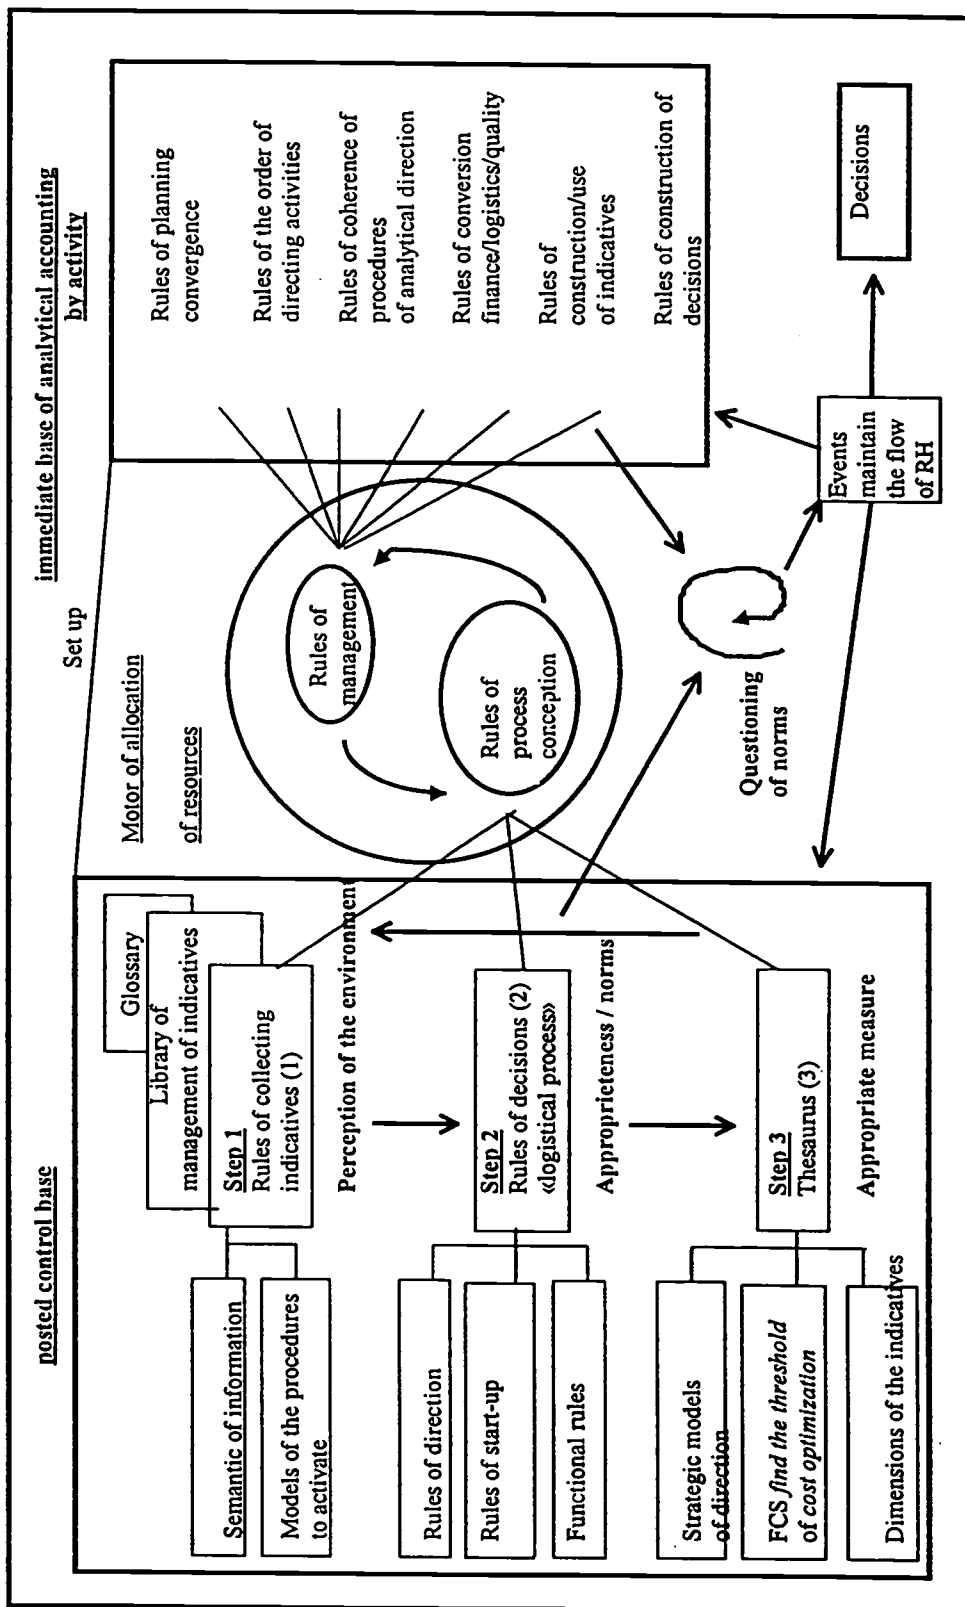 posted control base
immediate base of analytical accounting
by activity
Set up
Glossary
Library of
management of indicatives
Step 1
Rules of collecting
indicatives (1)
Semantic of information
Models of the procedures
to activate
Perception of the environment
Step 2
Rules of decisions (2)
«logistical process»
Rules of direction
Rules of start-up
Functional rules
Approprieteness / norms
Step 3
Thesaurus (3)
Strategic models
of direction
FCS find the threshold
of cost optimization
Dimensions of the indicatives
Appropriate measure
Motor of allocation
of resources
Rules of
management
Rules of
process
conception
Questioning
of norms
Rules of planning
convergence
Rules of the order of
directing activities
Rules of coherence of
procedures
of analytical direction
Rules of conversion
finance/logistics/quality
Rules of
construction/use
of indicatives
Rules of construction of
decisions
Events
maintain
the flow
of RH
Decisions